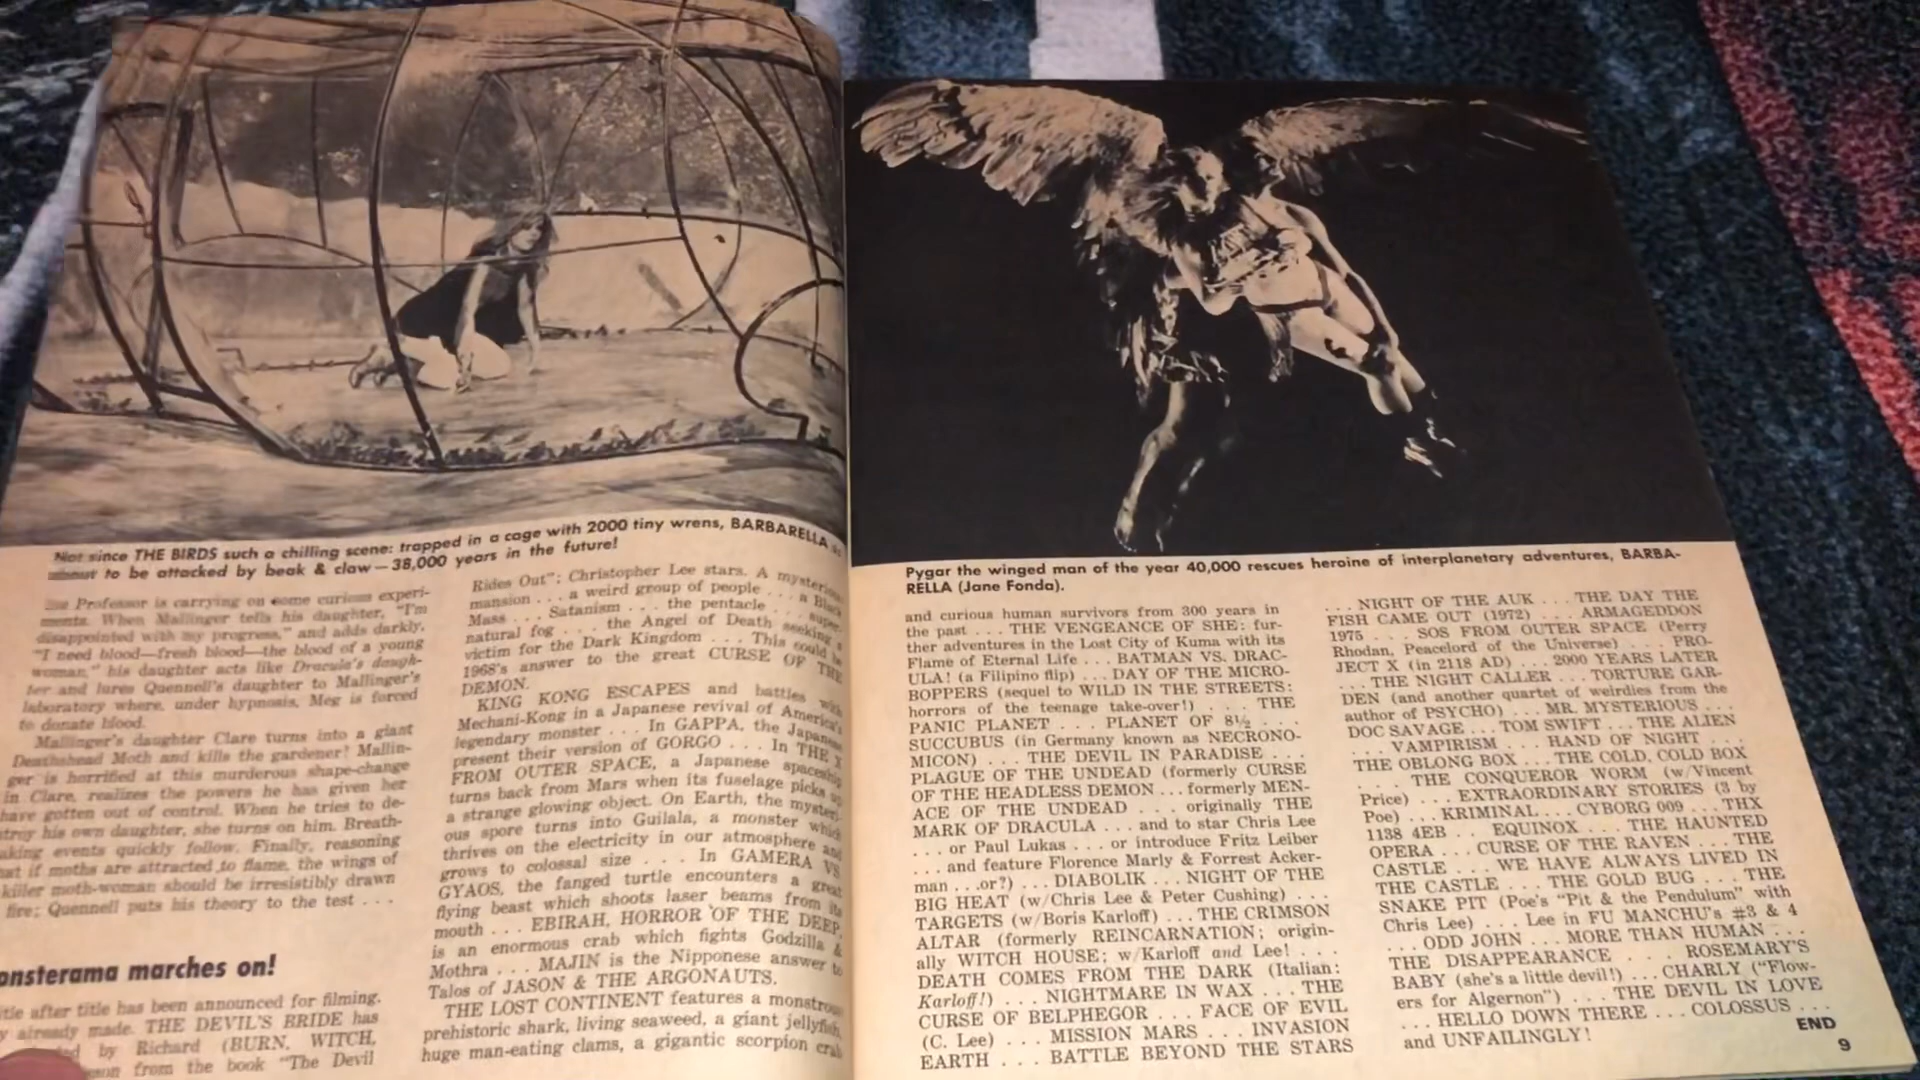 Not since THE BIRDS such a chilling scene: trapped in a cage with 2000 tiny wrens, BARBARELLA is
about to be attacked by beak & claw—38,000 years in the future!
Professor is carrying on some curious experi-
ments. When Mallinger tells his daughter, "I'm
disappointed with my progress," and adds darkly,
"I need blood—fresh blood—the blood of a young
woman," his daughter acts like Dracula's daugh-
ter and lures Quennell's daughter to Mallinger's
laboratory where, under hypnosis, Meg is forced
to donate blood.
Mallinger's daughter Clare turns into a giant
Deathshead Moth and kills the gardener! Mallin-
ger is horrified at this murderous shape-change
in Clare, realizes the powers he has given her
have gotten out of control. When he tries to de-
stroy his own daughter, she turns on him. Breath-
aking events quickly follow. Finally, reasoning
hat if moths are attracted to flame, the wings of
killer moth-woman should be irresistibly drawn
fire; Quennell puts his theory to the test . . .
onsterama marches on!
itle after title has been announced for filming.
y already made. THE DEVIL'S BRIDE has
ed by Richard (BURN, WITCH,
from the book "The Devil
Rides Out"; Christopher Lee stars. A mysterious
mansion . . . a weird group of people . . . a Black
Mass . . . Satanism . . . the pentacle . . . super-
natural fog . . . the Angel of Death seeking a
victim for the Dark Kingdom . . . This could be
1968's answer to the great CURSE OF THE
DEMON.
KING KONG ESCAPES and battles with
Mechani-Kong in a Japanese revival of America's
legendary monster . . . In GAPPA, the Japanese
present their version of GORGO . . . In THE X
FROM OUTER SPACE, a Japanese spaceship
turns back from Mars when its fuselage picks up
a strange glowing object. On Earth, the mysteri-
ous spore turns into Guilala, a monster which
thrives on the electricity in our atmosphere and
grows to colossal size . . . In GAMERA VS.
GYAOS, the fanged turtle encounters a great
flying beast which shoots laser beams from its
mouth . . . EBIRAH, HORROR OF THE DEEP,
is an enormous crab which fights Godzilla &
Mothra . . . MAJIN is the Nipponese answer to
Talos of JASON & THE ARGONAUTS.
THE LOST CONTINENT features a monstrous
prehistoric shark, living seaweed, a giant jellyfish,
huge man-eating clams, a gigantic scorpion crab
Pygar the winged man of the year 40,000 rescues heroine of interplanetary adventures, BARBA-
RELLA (Jane Fonda).
and curious human survivors from 300 years in
the past . . . THE VENGEANCE OF SHE: fur-
ther adventures in the Lost City of Kuma with its
Flame of Eternal Life . . . BATMAN VS. DRAC-
ULA! (a Filipino flip) . . . DAY OF THE MICRO-
BOPPERS (sequel to WILD IN THE STREETS:
horrors of the teenage take-over!) . . . THE
PANIC PLANET . . . PLANET OF 8½ . . .
SUCCUBUS (in Germany known as NECRONO-
MICON) . . . THE DEVIL IN PARADISE . . .
PLAGUE OF THE UNDEAD (formerly CURSE
OF THE HEADLESS DEMON . . . formerly MEN-
ACE OF THE UNDEAD . . . originally THE
MARK OF DRACULA . . . and to star Chris Lee
. . . or Paul Lukas . . . or introduce Fritz Leiber
. . . and feature Florence Marly & Forrest Acker-
man . . .or?) . . . DIABOLIK . . . NIGHT OF THE
BIG HEAT (w/Chris Lee & Peter Cushing) . . .
TARGETS (w/Boris Karloff) . . . THE CRIMSON
ALTAR (formerly REINCARNATION; origin-
ally WITCH HOUSE; w/Karloff and Lee! . . .
DEATH COMES FROM THE DARK (Italian:
Karloff!) . . . NIGHTMARE IN WAX . . . THE
CURSE OF BELPHEGOR . . . FACE OF EVIL
(C. Lee) . . . MISSION MARS . . . INVASION
EARTH . . . BATTLE BEYOND THE STARS
. . . NIGHT OF THE AUK . . . THE DAY THE
FISH CAME OUT (1972) . . . ARMAGEDDON
1975 . . . SOS FROM OUTER SPACE (Perry
Rhodan, Peacelord of the Universe) . . . PRO-
JECT X (in 2118 AD) . . . 2000 YEARS LATER
. . . THE NIGHT CALLER . . . TORTURE GAR-
DEN (and another quartet of weirdies from the
author of PSYCHO) . . . MR. MYSTERIOUS . . .
DOC SAVAGE . . . TOM SWIFT . . . THE ALIEN
. . . VAMPIRISM . . . HAND OF NIGHT . . .
THE OBLONG BOX . . . THE COLD, COLD BOX
. . . THE CONQUEROR WORM (w/Vincent
Price) . . . EXTRAORDINARY STORIES (3 by
Poe) . . . KRIMINAL . . . CYBORG 009 . . . THX
1138 4EB . . EQUINOX . . . THE HAUNTED
OPERA . . . CURSE OF THE RAVEN . . . THE
CASTLE . . . WE HAVE ALWAYS LIVED IN
THE CASTLE . . . THE GOLD BUG . . . THE
SNAKE PIT (Poe's "Pit & the Pendulum" with
Chris Lee) . . . Lee in FU MANCHU's #3 & 4
. . . ODD JOHN . . . MORE THAN HUMAN . . .
THE DISAPPEARANCE . . . ROSEMARY'S
BABY (she's a little devil!) . . . CHARLY ("Flow-
ers for Algernon") . . . THE DEVIL IN LOVE
. . . HELLO DOWN THERE . . . COLOSSUS . . .
and UNFAILINGLY!
END
9